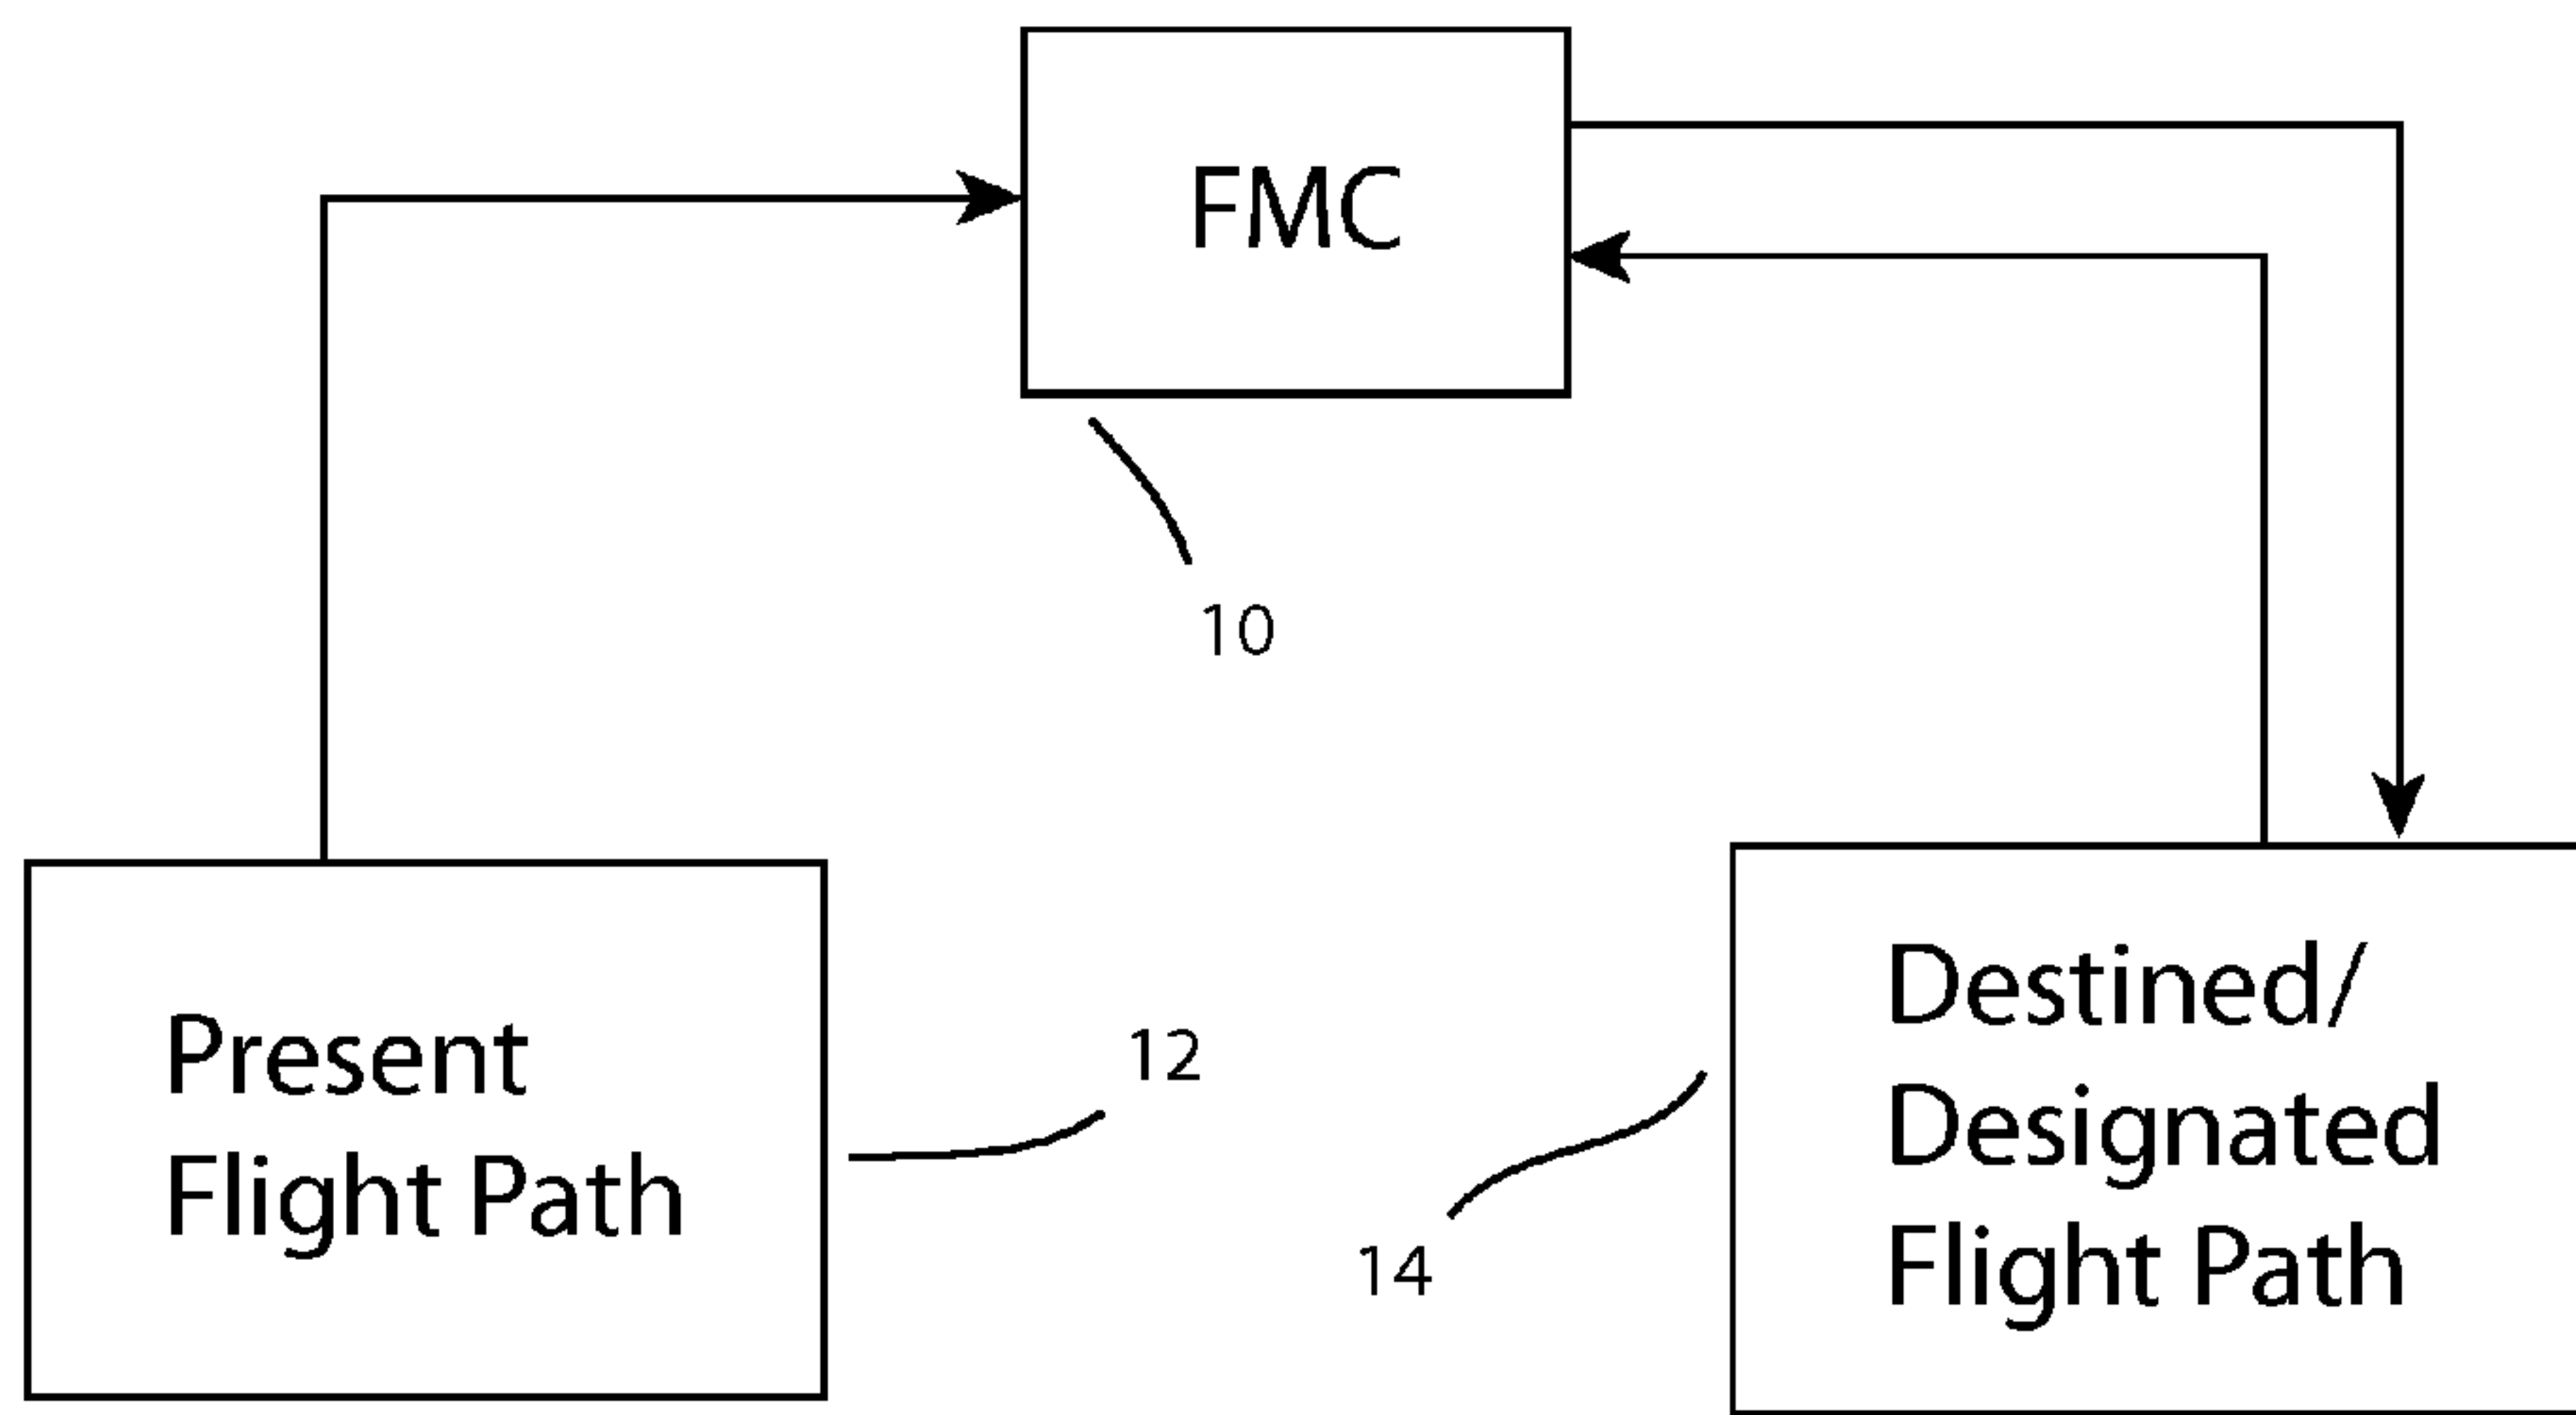 FMC
10
Present
Flight Path
12
14
Destined/
Designated
Flight Path